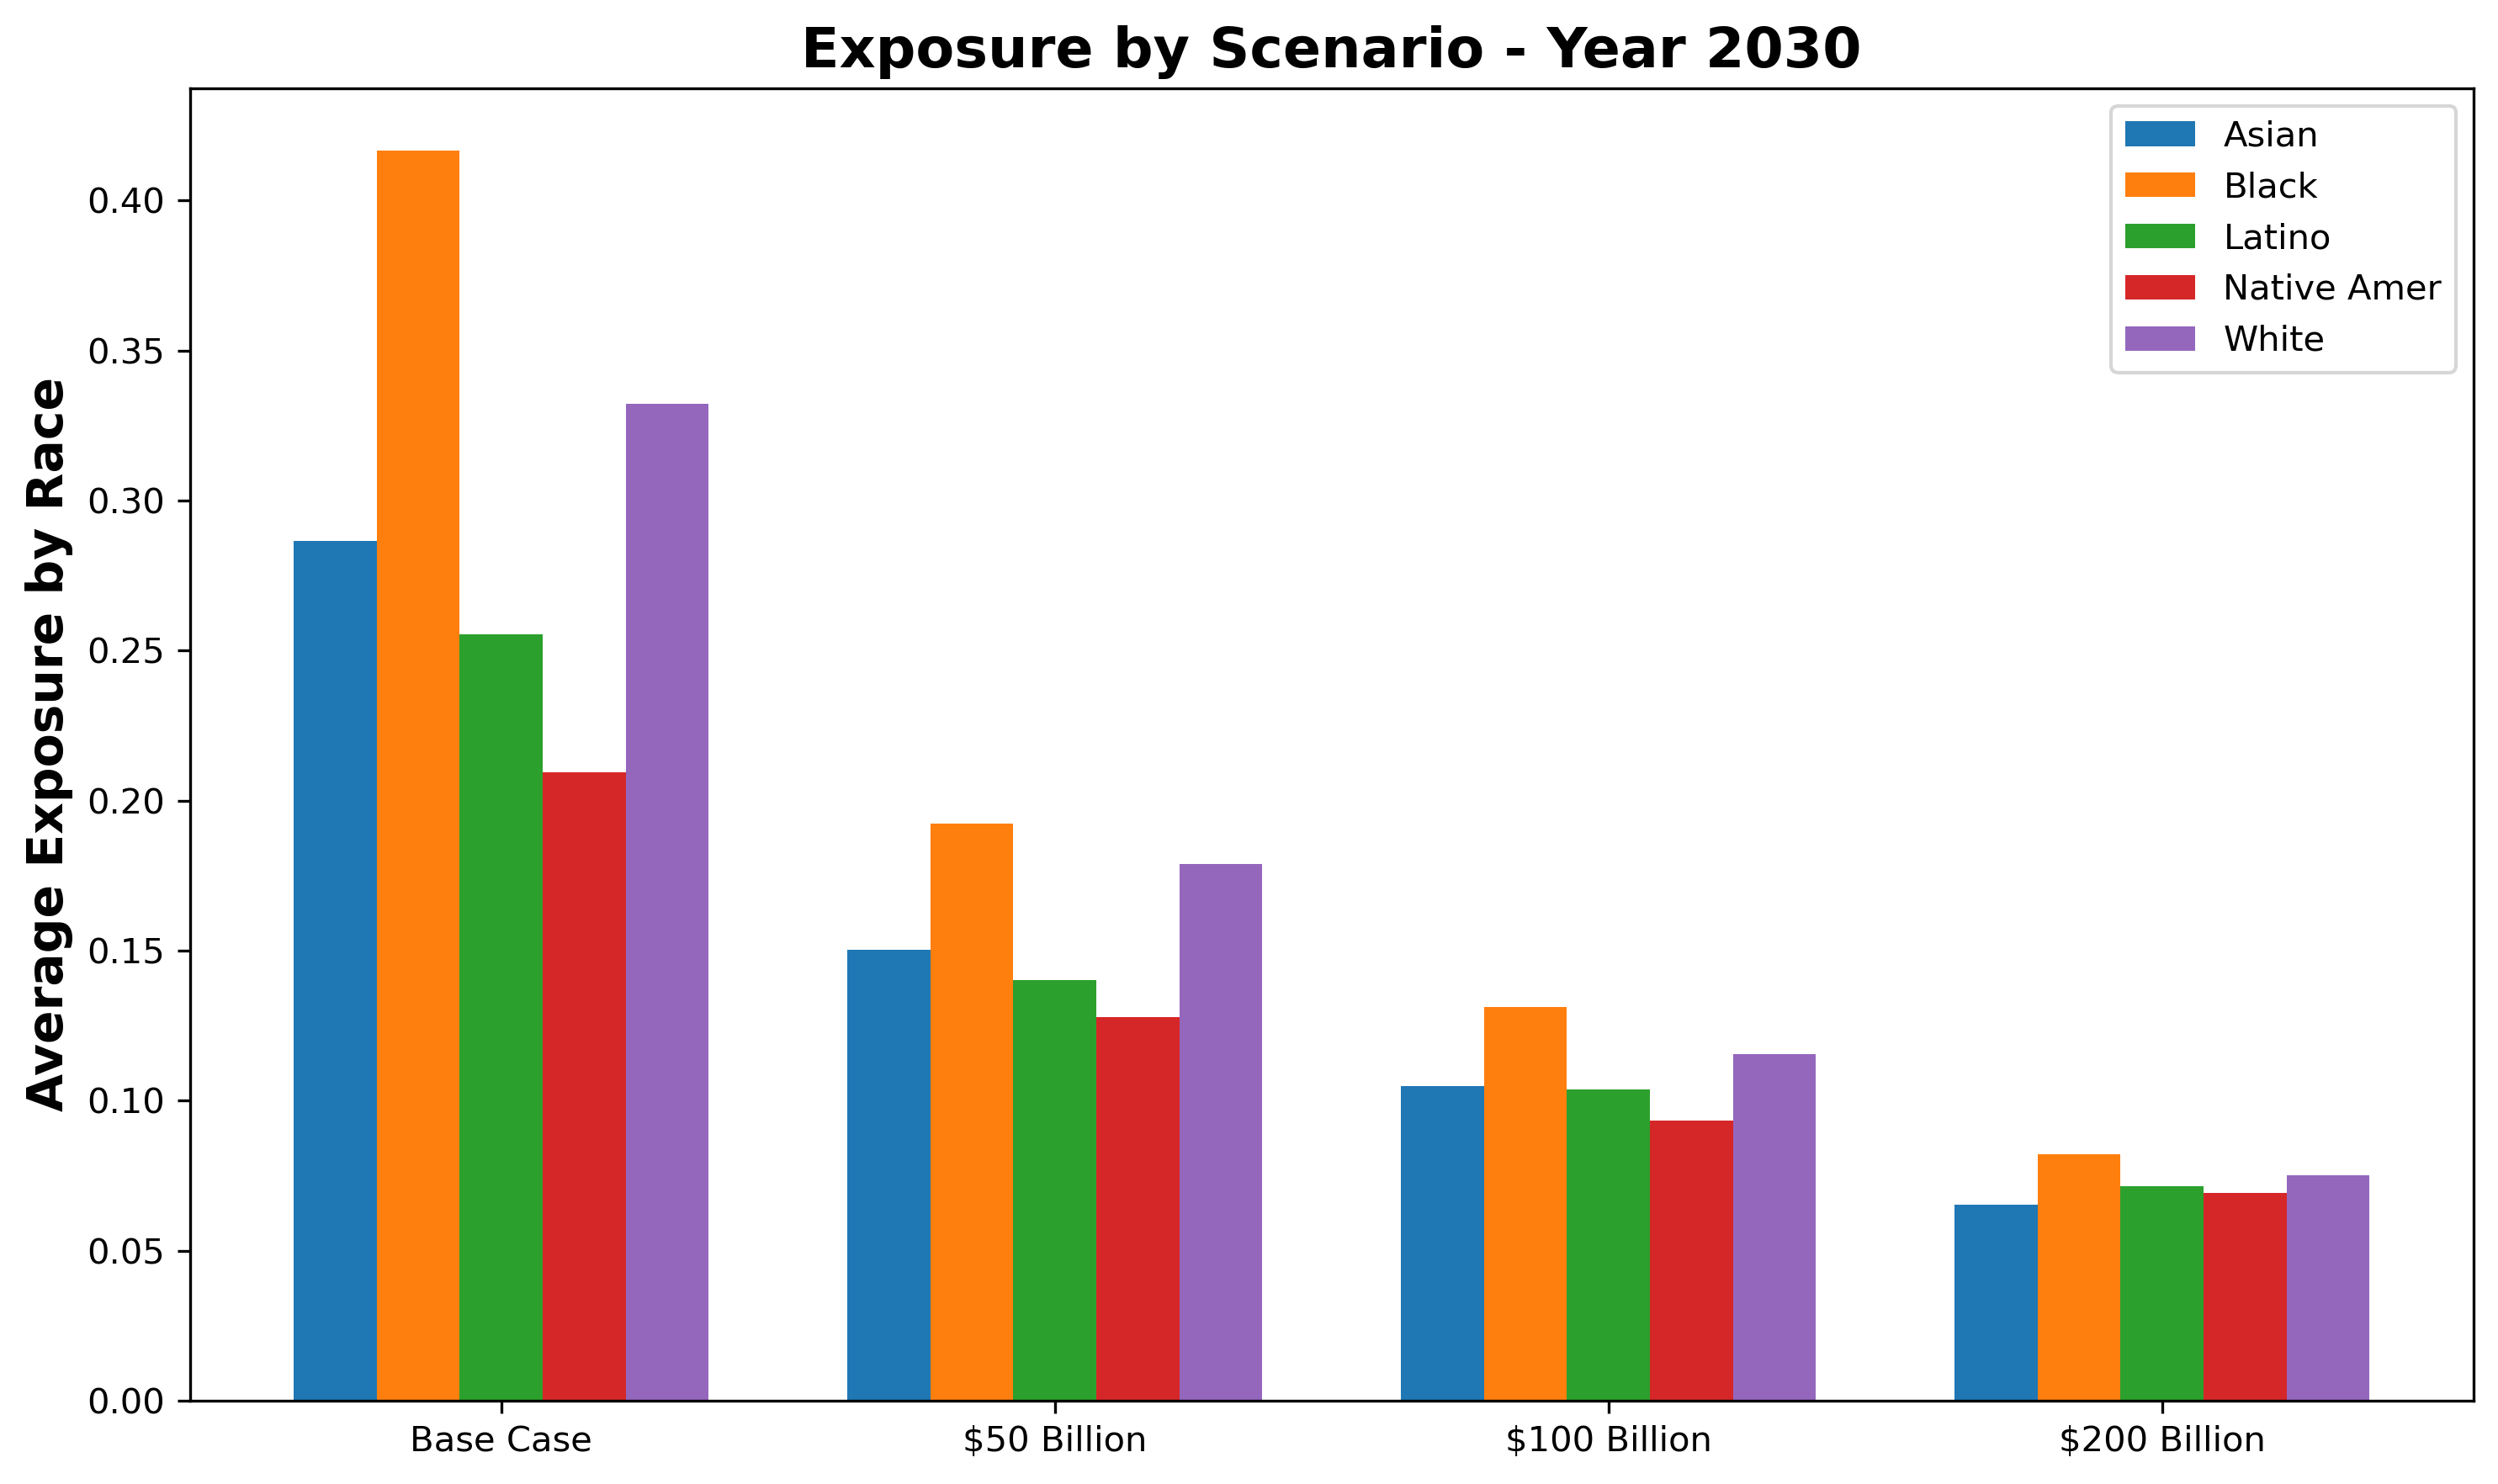 Exposure by Scenario - Year 2030
Average Exposure by Race
0.40
0.35
0.30
0.25
0.20
0.15
0.10
0.05
0.00
Asian
Black
Latino
Native Amer
White
Base Case
$50 Billion
$100 Billion
$200 Billion